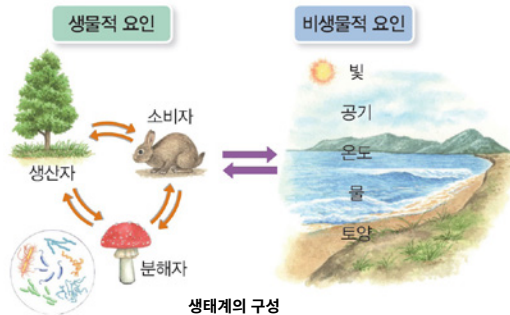 생물적 요인
비생물적 요인
소비자
생산자
분해자
빛
공기
온도
물
토양
생태계의 구성